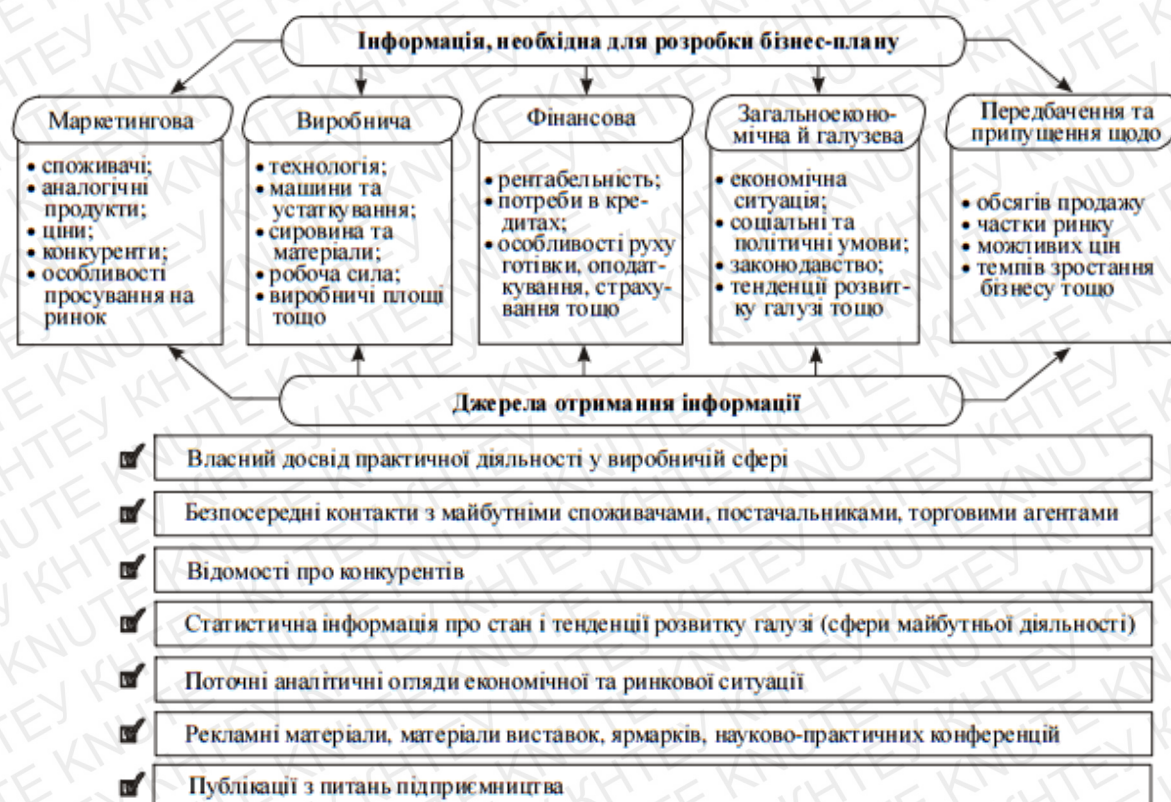 Інформація, необхідна для розробки бізнес-плану
Маркетингова
• споживачі;
• аналогічні
продукти;
• ціни;
• конкуренти;
• особливості
просування на
ринок
Виробнича
• технологія;
• машини та
устаткування;
• сировина та
матеріали;
• робоча сила;
• виробничі площі
тощо
Фінансова
• рентабельність;
• потреби в кре-
дитах;
• особливості руху
готівки, оподат-
кування, страху-
вання тощо
Загальноеконо-
мічна й галузева
• економічна
ситуація;
• соціальні та
політичні умови;
• законодавство;
• тенденції розвит-
ку галузі тощо
Передбачення та
припущення щодо
• обсягів продажу
• частки ринку
• можливих цін
• темпів зростання
бізнесу тощо
Джерела отримання інформації
Власний досвід практичної діяльності у виробничій сфері
Безпосередні контакти з майбутніми споживачами, постачальниками, торговими агентами
Відомості про конкурентів
Статистична інформація про стан і тенденції розвитку галузі (сфери майбутньої діяльності)
Поточні аналітичні огляди економічної та ринкової ситуації
Рекламні матеріали, матеріали виставок, ярмарків, науково-практичних конференцій
Публікації з питань підприємництва
KNUTE КНТЕУ